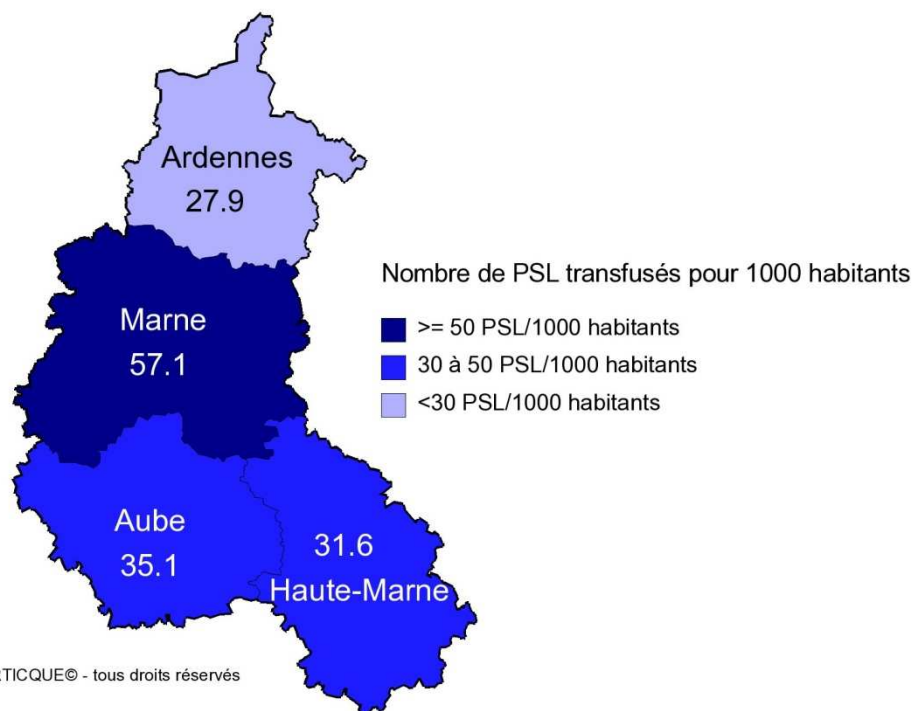 Ardennes
27.9
Nombre de PSL transfusés pour 1000 habitants
Marne
57.1
>= 50 PSL/1000 habitants
30 à 50 PSL/1000 habitants
<30 PSL/1000 habitants
Aube
35.1
31.6
Haute-Marne
TICQUE© - tous droits réservés